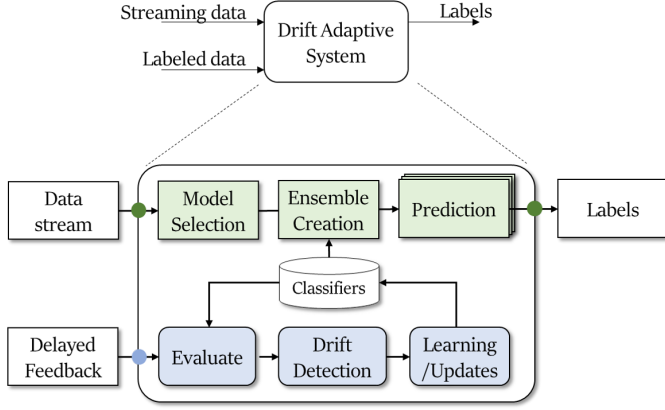 Streaming data
Labels
Drift Adaptive
System
Labeled data
Data
stream
Model
Selection
Ensemble
Creation
Prediction
Labels
Classifiers
Delayed
Feedback
Evaluate
Drift
Detection
Learning
/Updates